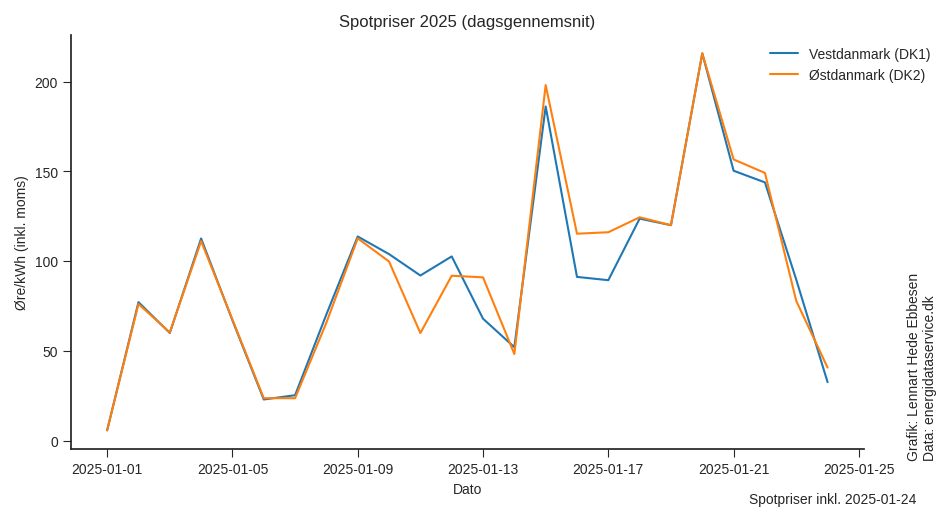 Spotpriser 2025 (dagsgennemsnit)
Vestdanmark (DK1)
Østdanmark (DK2)
Øre/kWh (inkl. moms)
200
150
100
50
0
2025-01-01
2025-01-05
2025-01-09
2025-01-13
2025-01-17
2025-01-21
2025-01-25
Dato
Spotpriser inkl. 2025-01-24
Grafik: Lennart Hede Ebbesen
Data: energidataservice.dk